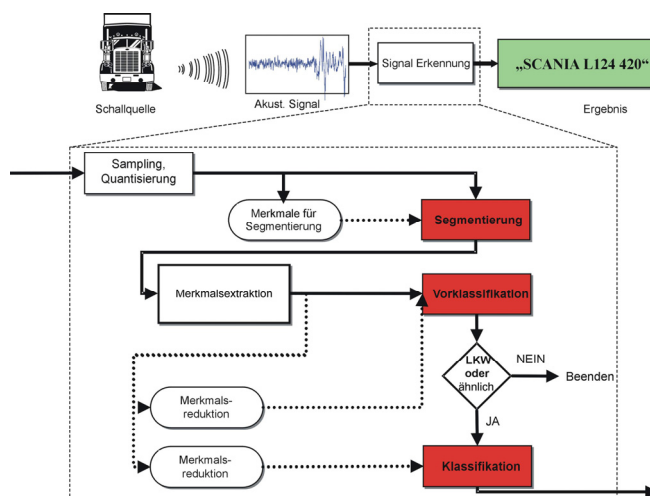 Signal Erkennung
„SCANIA L124 420“
Schallquelle
Akust. Signal
Ergebnis
Sampling,
Quantisierung
Merkmale für
Segmentierung
Segmentierung
Merkmalsextraktion
Vorklassifikation
LKW
oder
ähnlich
NEIN
Beenden
JA
Merkmals-
reduktion
Merkmals-
reduktion
Klassifikation